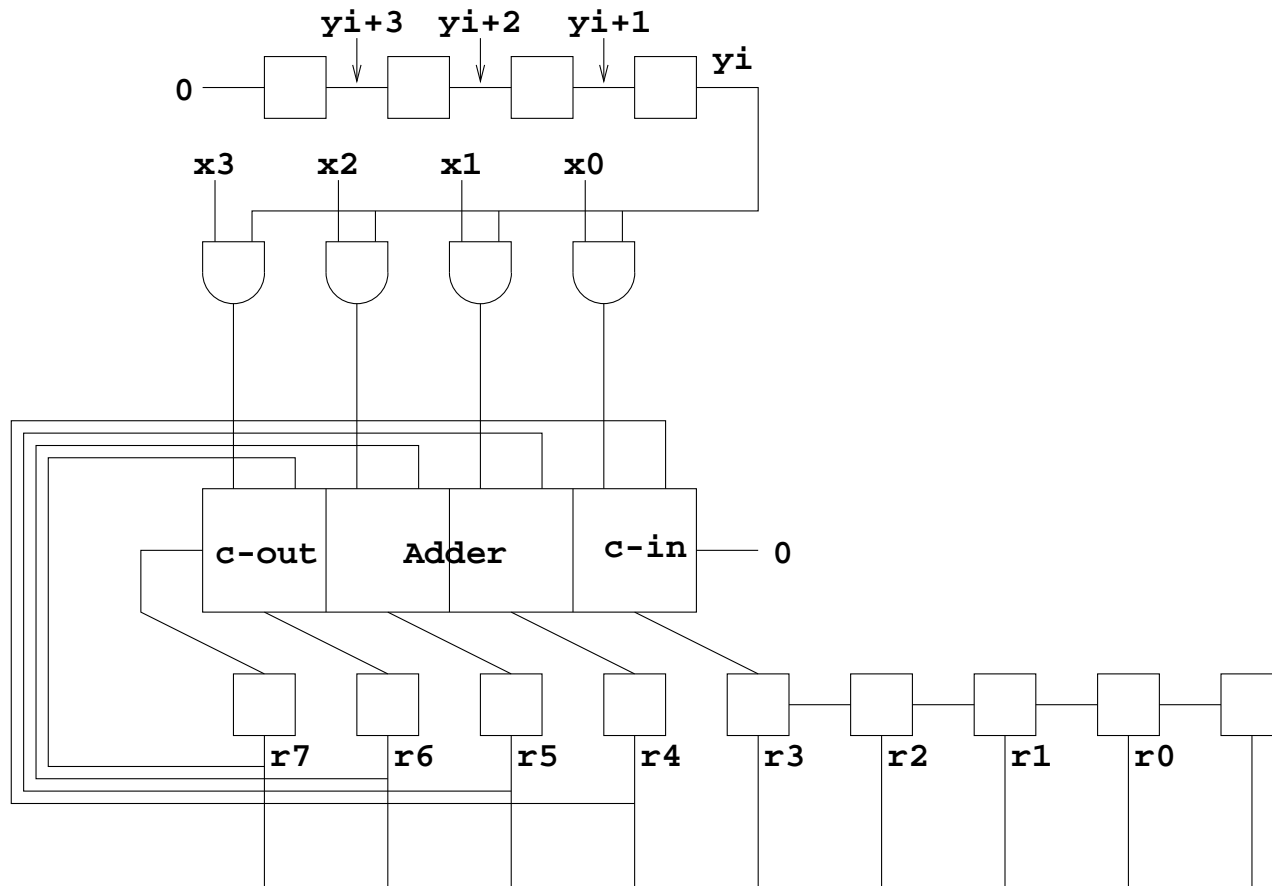 yi+3 yi+2 yi+1
yi
0
x3 x2 x1 x0
c-out Adder c-in 0
r7 r6 r5 r4 r3 r2 r1 r0